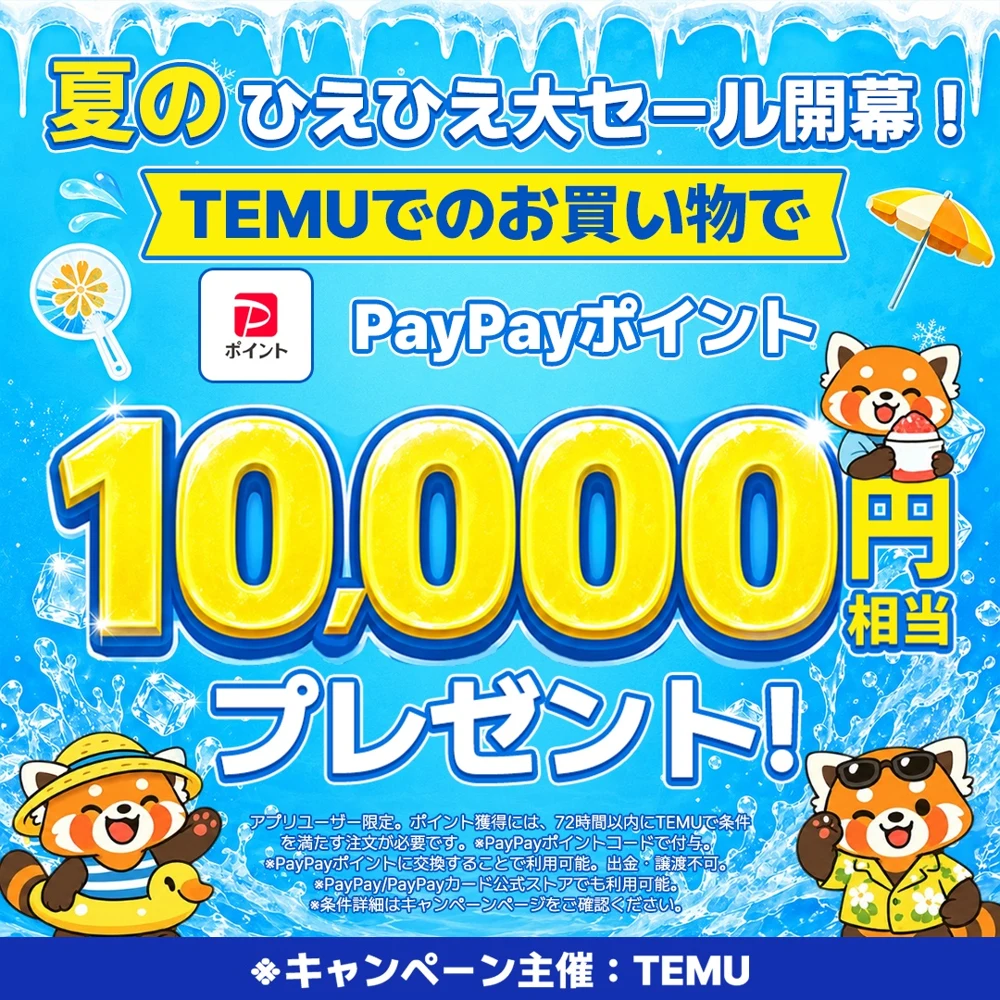 夏の ひえひえ大セール開幕！
TEMUでのお買い物で
ポイント
PayPayポイント
10,000円相当
プレゼント!
アプリユーザー限定。ポイント獲得には、72時間以内にTEMUで条件
を満たす注文が必要です。※PayPayポイントコードで付与。
※PayPayポイントに交換することで利用可能。出金・譲渡不可。
※PayPay/PayPayカード公式ストアでも利用可能。
※条件詳細はキャンペーンページをご確認ください。
※キャンペーン主催：TEMU